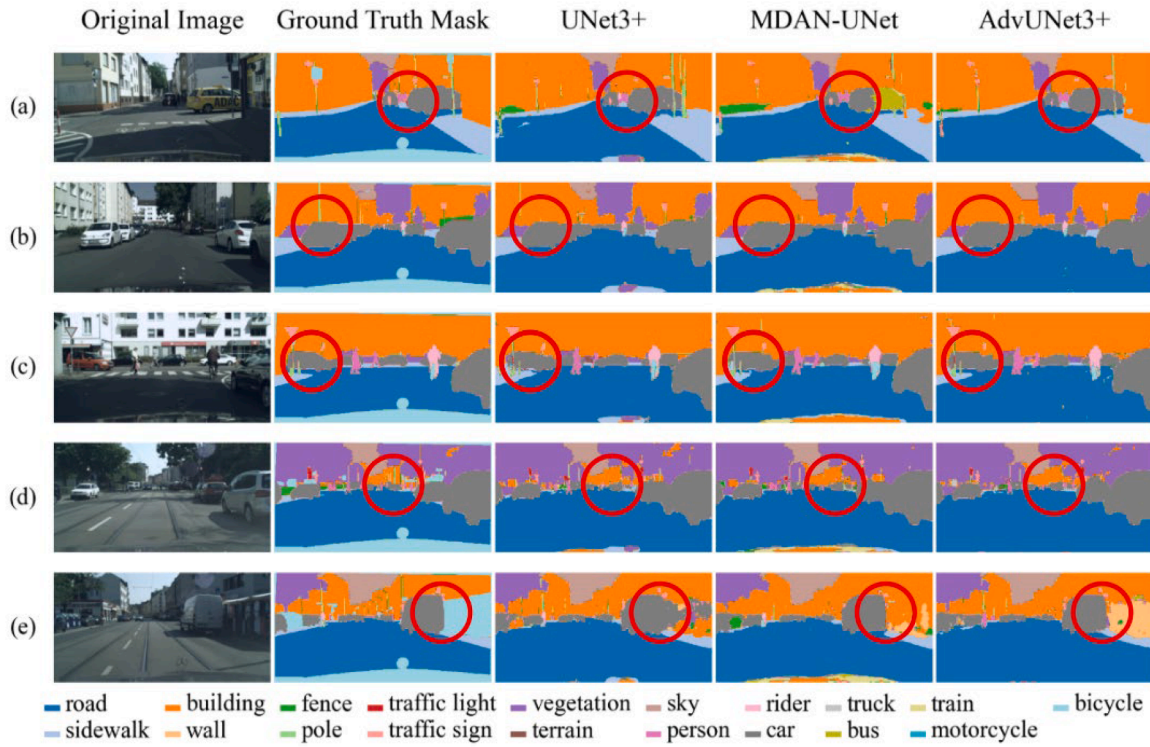 Original Image Ground Truth Mask UNet3+ MDAN-UNet AdvUNet3+
(a)
ADAC
(b)
(c)
(d)
(e)
road building fence traffic light vegetation sky rider truck train bicycle
sidewalk wall pole traffic sign terrain person car bus motorcycle